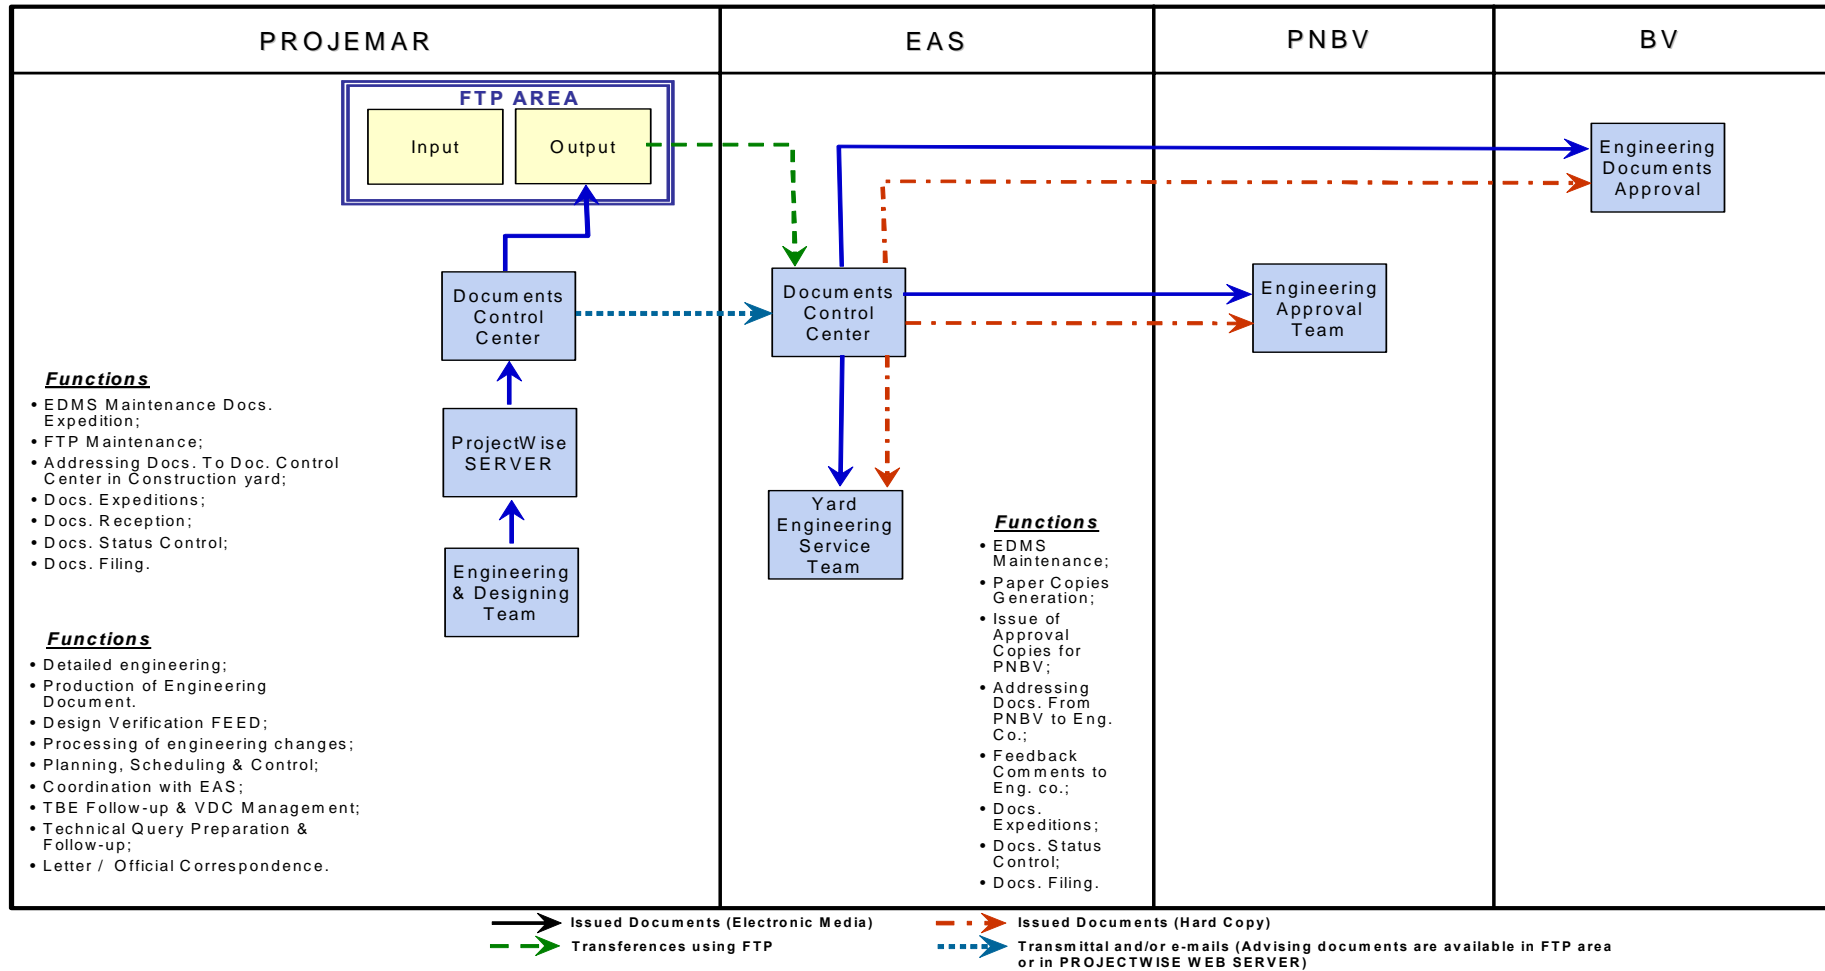 PROJEMAR
EAS
PNBV
BV
FTP AREA
Input
Output
Documents
Control
Center
ProjectWise
SERVER
Engineering
& Designing
Team
Functions
• EDMS Maintenance Docs.
Expedition;
• FTP Maintenance;
• Addressing Docs. To Doc. Control
Center in Construction yard;
• Docs. Expeditions;
• Docs. Reception;
• Docs. Status Control;
• Docs. Filing.
Functions
• Detailed engineering;
• Production of Engineering
Document.
• Design Verification FEED;
• Processing of engineering changes;
• Planning, Scheduling & Control;
• Coordination with EAS;
• TBE Follow-up & VDC Management;
• Technical Query Preparation &
Follow-up;
• Letter / Official Correspondence.
Documents
Control
Center
Yard
Engineering
Service
Team
Functions
• EDMS
Maintenance;
• Paper Copies
Generation;
• Issue of
Approval
Copies for
PNBV;
• Addressing
Docs. From
PNBV to Eng.
Co.;
• Feedback
Comments to
Eng. co.;
• Docs.
Expeditions;
• Docs. Status
Control;
• Docs. Filing.
Engineering
Approval
Team
Engineering
Documents
Approval
Issued Documents (Electronic Media)
Transferences using FTP
Issued Documents (Hard Copy)
Transmittal and/or e-mails (Advising documents are available in FTP area
or in PROJECTWISE WEB SERVER)